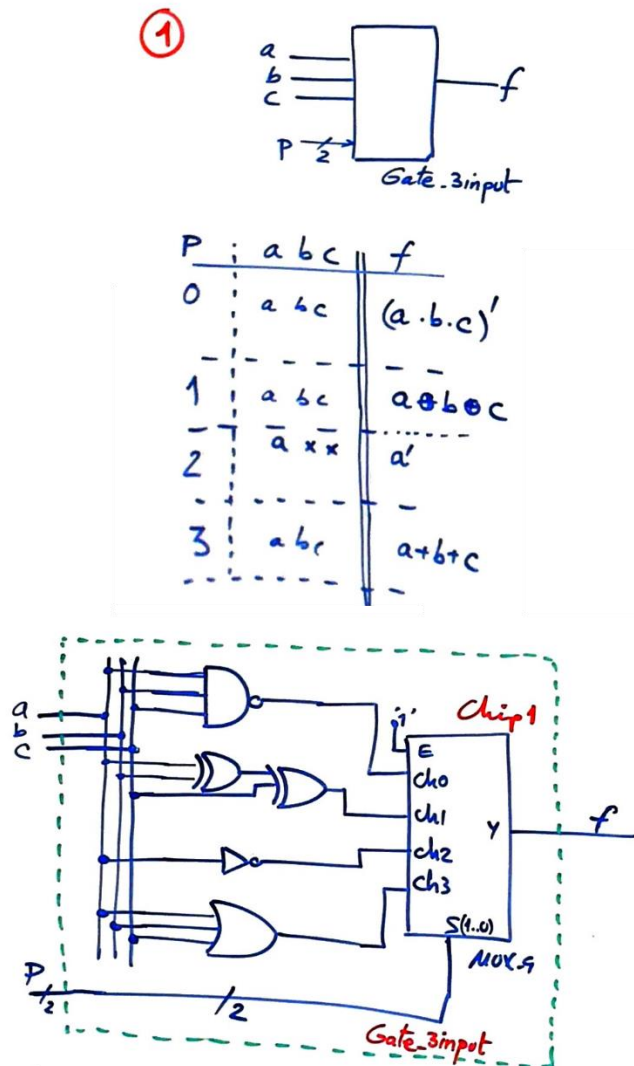 1
a
b
c
P 2
f
Gate_3input
P a b c f
0 a b c (a·b·c)'
1 a b c a⊕b⊕c
2 a x x a'
3 a b c a+b+c
a
b
c
'1'
Chip1
E
Ch0
Ch1
Ch2
Ch3
Y
f
S(1..0)
MUX_4
P
2
2
Gate_3input